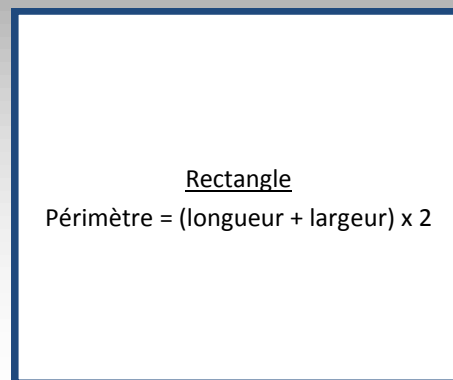 Rectangle
Périmètre = (longueur + largeur) x 2